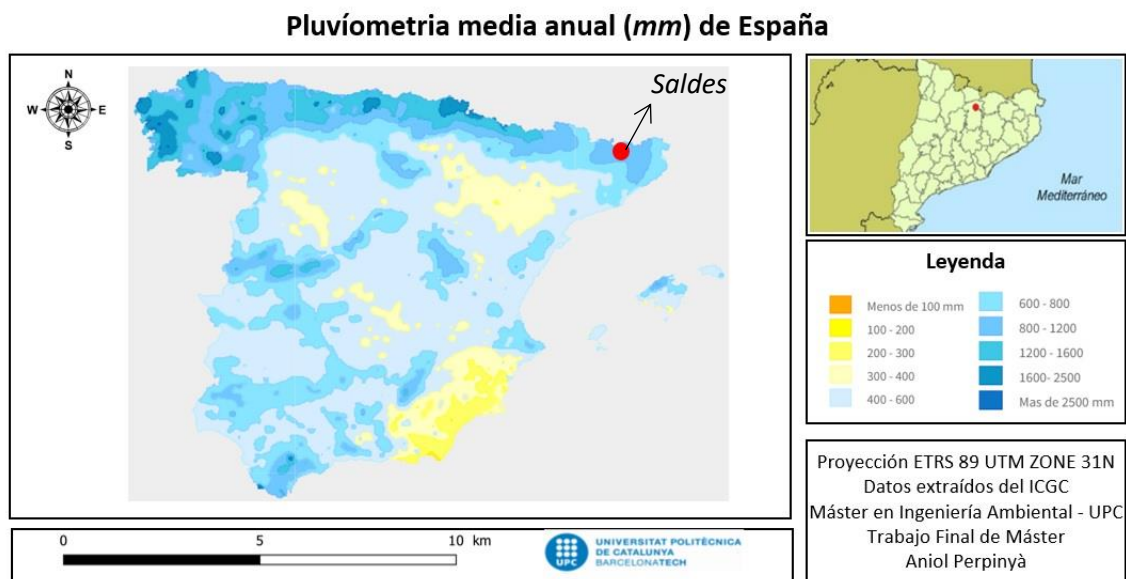 Pluvíometria media anual (mm) de España
N
W
E
S
Saldes
Mar
Mediterráneo
Leyenda
Menos de 100 mm
100 - 200
200 - 300
300 - 400
400 - 600
600 - 800
800 - 1200
1200 - 1600
1600- 2500
Mas de 2500 mm
Proyección ETRS 89 UTM ZONE 31N
Datos extraídos del ICGC
Máster en Ingeniería Ambiental - UPC
Trabajo Final de Máster
Aniol Perpinyà
0 5 10 km
UPC
UNIVERSITAT POLITÈCNICA
DE CATALUNYA
BARCELONATECH